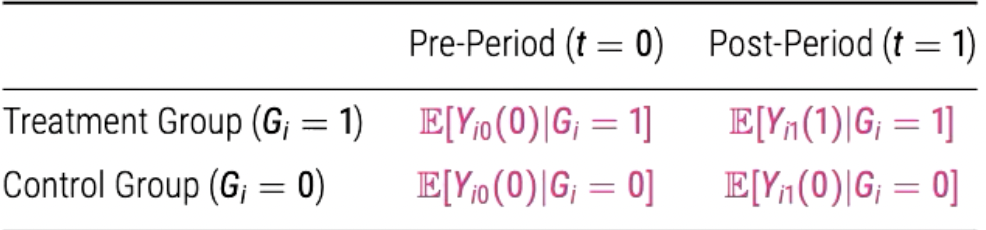 Pre-Period (t = 0) Post-Period (t = 1)
Treatment Group (Gᵢ = 1) 𝔼[Yᵢ₀(0)|Gᵢ = 1] 𝔼[Yᵢ₁(1)|Gᵢ = 1]
Control Group (Gᵢ = 0) 𝔼[Yᵢ₀(0)|Gᵢ = 0] 𝔼[Yᵢ₁(0)|Gᵢ = 0]